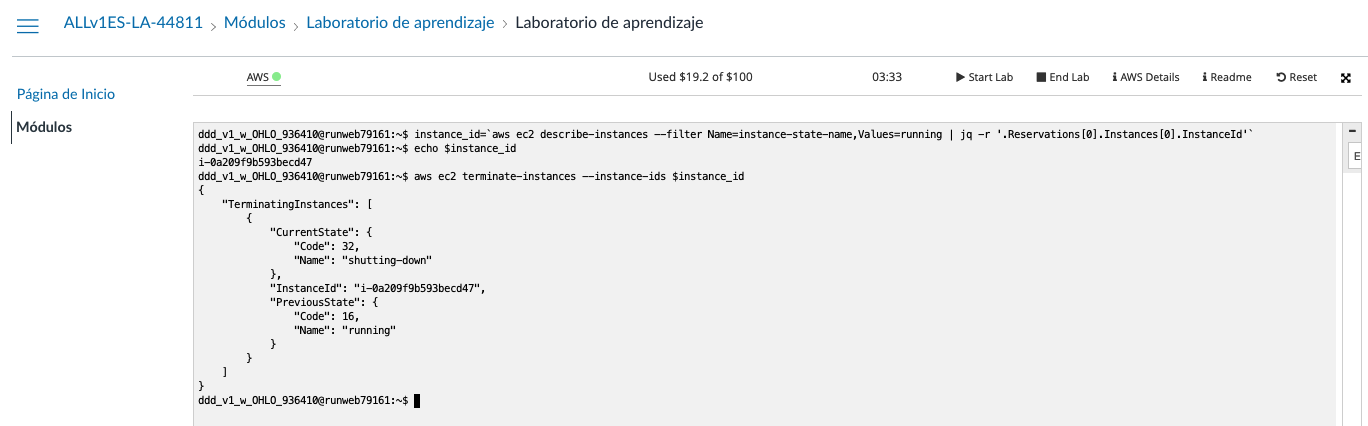 ALLv1ES-LA-44811 > Módulos > Laboratorio de aprendizaje > Laboratorio de aprendizaje
AWS Used $19.2 of $100 03:33 Start Lab End Lab AWS Details Readme Reset
Página de Inicio
Módulos
ddd_v1_w_OHLO_936410@runweb79161:~$ instance_id=`aws ec2 describe-instances --filter Name=instance-state-name,Values=running | jq -r '.Reservations[0].Instances[0].InstanceId'`
ddd_v1_w_OHLO_936410@runweb79161:~$ echo $instance_id
i-0a209f9b593becd47
ddd_v1_w_OHLO_936410@runweb79161:~$ aws ec2 terminate-instances --instance-ids $instance_id
{
    "TerminatingInstances": [
        {
            "CurrentState": {
                "Code": 32,
                "Name": "shutting-down"
            },
            "InstanceId": "i-0a209f9b593becd47",
            "PreviousState": {
                "Code": 16,
                "Name": "running"
            }
        }
    ]
}
ddd_v1_w_OHLO_936410@runweb79161:~$